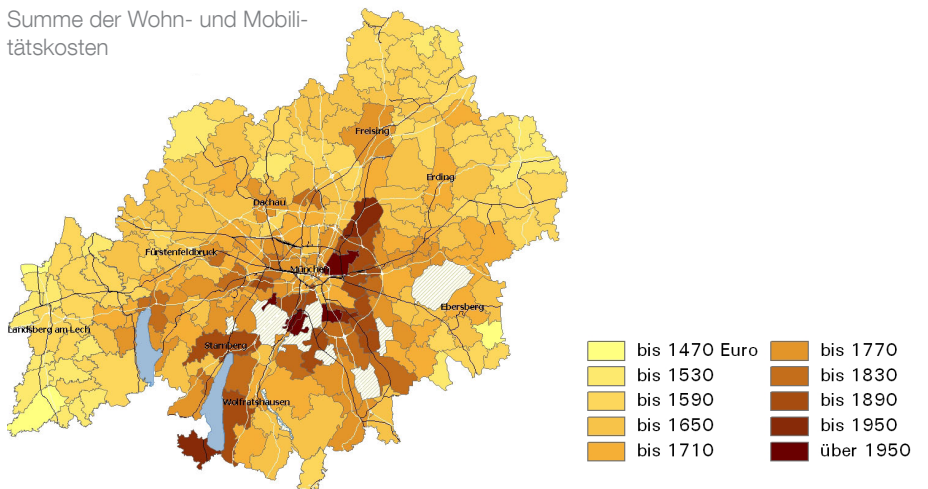 Summe der Wohn- und Mobili-
tätskosten
Freising
Erding
Dachau
Fürstenfeldbruck
München
Ebersberg
Landsberg am Lech
Starnberg
Wolfratshausen
bis 1470 Euro
bis 1530
bis 1590
bis 1650
bis 1710
bis 1770
bis 1830
bis 1890
bis 1950
über 1950